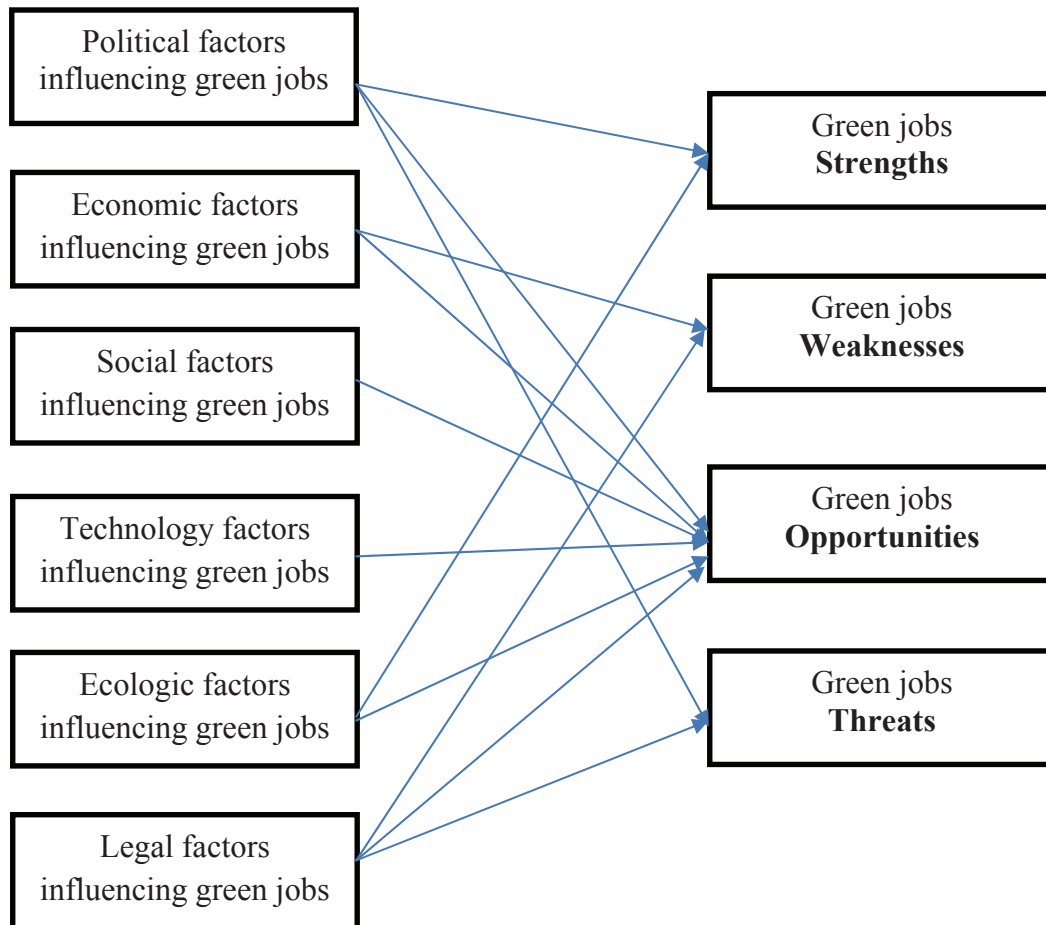 Political factors
influencing green jobs
Economic factors
influencing green jobs
Social factors
influencing green jobs
Technology factors
influencing green jobs
Ecologic factors
influencing green jobs
Legal factors
influencing green jobs
Green jobs
Strengths
Green jobs
Weaknesses
Green jobs
Opportunities
Green jobs
Threats